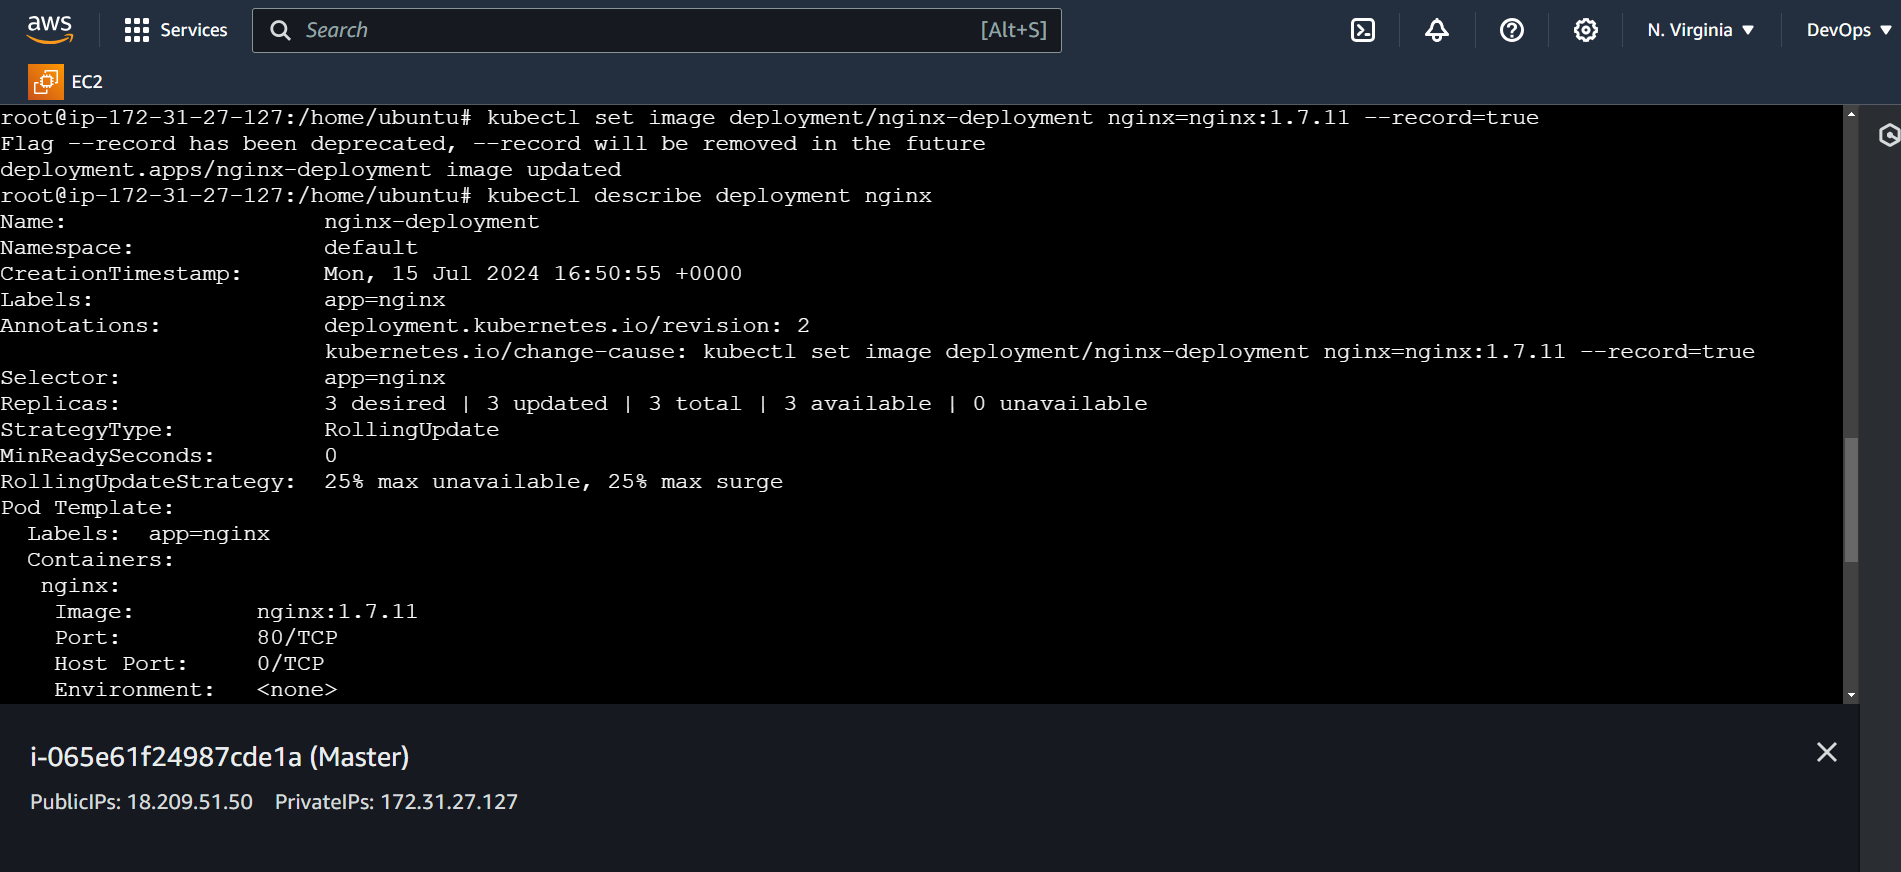 aws
Services
Search [Alt+S]
N. Virginia
DevOps
EC2
root@ip-172-31-27-127:/home/ubuntu# kubectl set image deployment/nginx-deployment nginx=nginx:1.7.11 --record=true
Flag --record has been deprecated, --record will be removed in the future
deployment.apps/nginx-deployment image updated
root@ip-172-31-27-127:/home/ubuntu# kubectl describe deployment nginx
Name:                   nginx-deployment
Namespace:              default
CreationTimestamp:      Mon, 15 Jul 2024 16:50:55 +0000
Labels:                 app=nginx
Annotations:            deployment.kubernetes.io/revision: 2
                        kubernetes.io/change-cause: kubectl set image deployment/nginx-deployment nginx=nginx:1.7.11 --record=true
Selector:               app=nginx
Replicas:               3 desired | 3 updated | 3 total | 3 available | 0 unavailable
StrategyType:           RollingUpdate
MinReadySeconds:        0
RollingUpdateStrategy:  25% max unavailable, 25% max surge
Pod Template:
  Labels:  app=nginx
  Containers:
   nginx:
    Image:         nginx:1.7.11
    Port:          80/TCP
    Host Port:     0/TCP
    Environment:   <none>
i-065e61f24987cde1a (Master)
PublicIPs: 18.209.51.50 PrivateIPs: 172.31.27.127